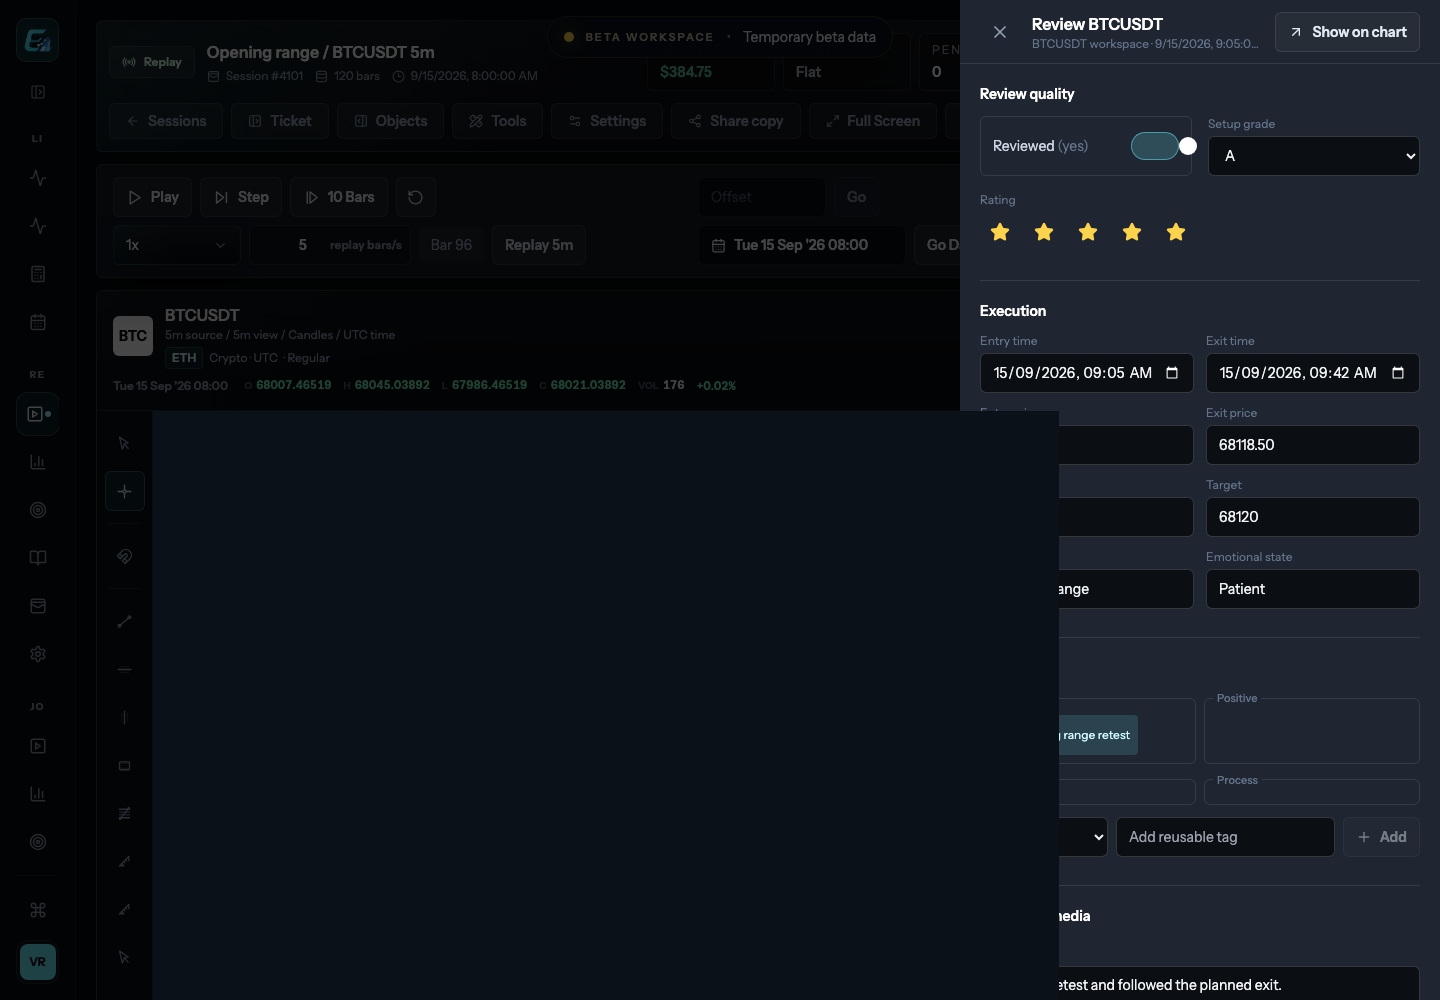 LI
RE
JO
VR
Replay
Opening range / BTCUSDT 5m
Session #4101
120 bars
9/15/2026, 8:00:00 AM
BETA WORKSPACE · Temporary beta data
$384.75
Flat
PEN
0
Sessions
Ticket
Objects
Tools
Settings
Share copy
Full Screen
Play
Step
10 Bars
Offset
Go
1x
5 replay bars/s
Bar 96
Replay 5m
Tue 15 Sep '26 08:00
Go D
BTC
BTCUSDT
5m source / 5m view / Candles / UTC time
ETH
Crypto · UTC · Regular
Tue 15 Sep '26 08:00 O 68007.46519 H 68045.03892 L 67986.46519 C 68021.03892 VOL 176 +0.02%
Review BTCUSDT
BTCUSDT workspace · 9/15/2026, 9:05:0...
Show on chart
Review quality
Reviewed (yes)
Setup grade
A
Rating
Execution
Entry time
Exit time
15/09/2026, 09:05 AM
15/09/2026, 09:42 AM
Exit price
68118.50
Target
68120
Emotional state
ange
Patient
Positive
range retest
Process
Add reusable tag
Add
nedia
etest and followed the planned exit.